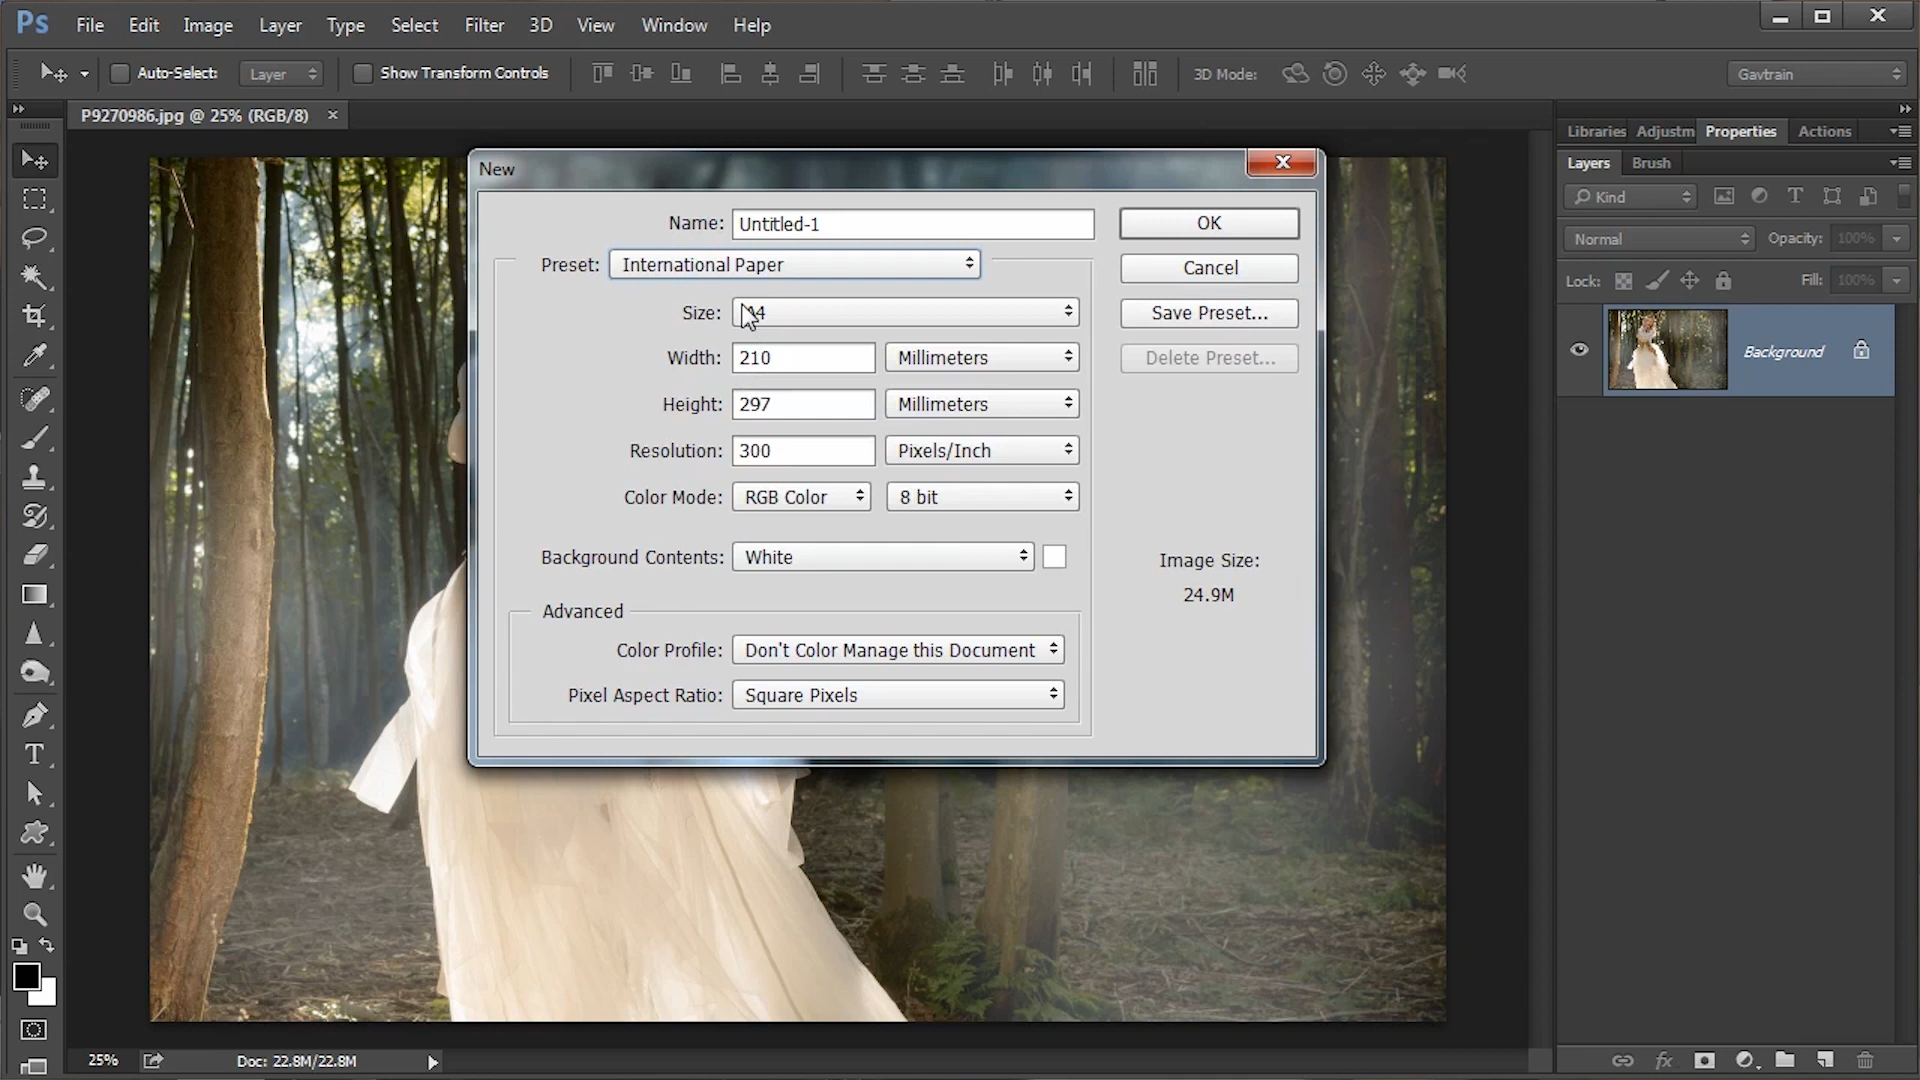 Ps File Edit Image Layer Type Select Filter 3D View Window Help
Auto-Select: Layer Show Transform Controls 3D Mode: Gavtrain
P9270986.jpg @ 25% (RGB/8) ×
Libraries Adjustm Properties Actions
Layers Brush
Kind
Normal Opacity: 100%
Lock: Fill: 100%
Background
New
Name: Untitled-1 OK
Preset: International Paper Cancel
Size: Save Preset...
Width: 210 Millimeters Delete Preset...
Height: 297 Millimeters
Resolution: 300 Pixels/Inch
Color Mode: RGB Color 8 bit
Background Contents: White
Image Size:
24.9M
Advanced
Color Profile: Don't Color Manage this Document
Pixel Aspect Ratio: Square Pixels
25% Doc: 22.8M/22.8M
fx